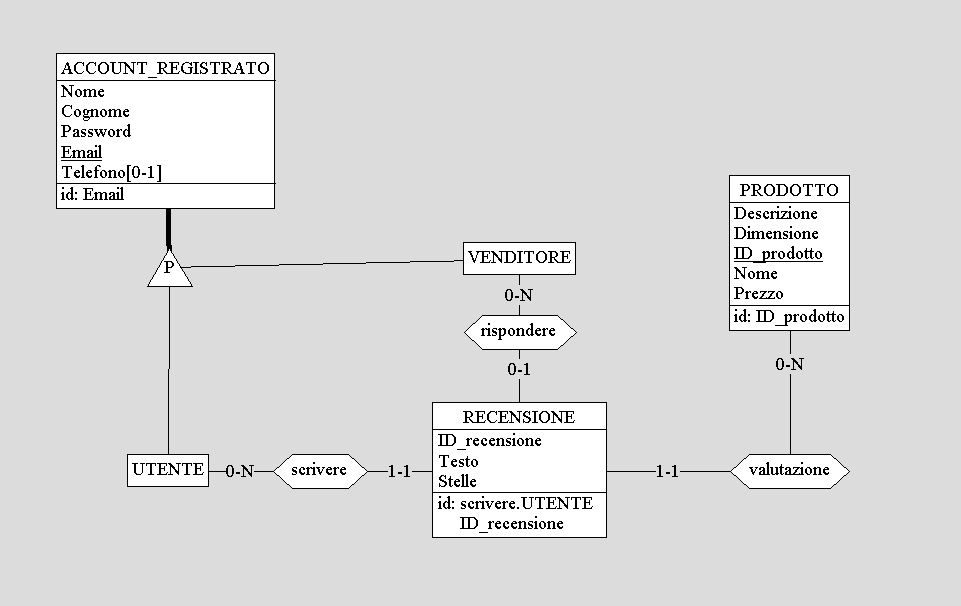 ACCOUNT_REGISTRATO
Nome
Cognome
Password
Email
Telefono[0-1]
id: Email
P
VENDITORE
0-N
rispondere
0-1
PRODOTTO
Descrizione
Dimensione
ID_prodotto
Nome
Prezzo
id: ID_prodotto
0-N
UTENTE
0-N
scrivere
1-1
RECENSIONE
ID_recensione
Testo
Stelle
id: scrivere.UTENTE
ID_recensione
1-1
valutazione